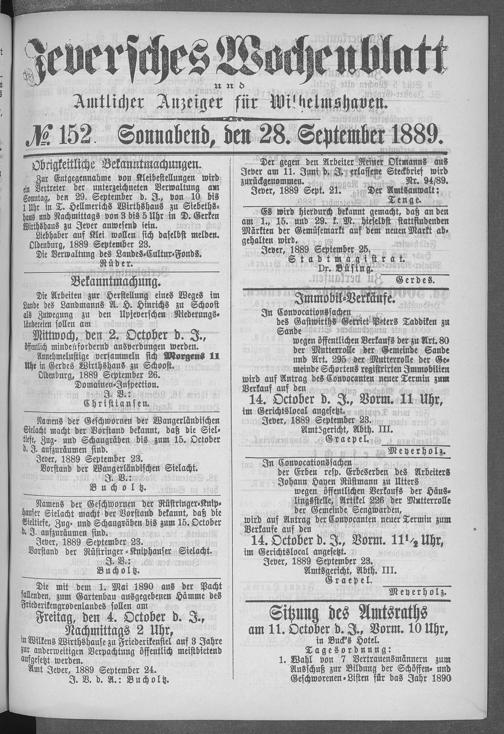 Jeversches Wochenblatt
und
Amtlicher Anzeiger für Wilhelmshaven.
№ 152. Sonnabend, den 28. September 1889.
Obrigkeitliche Bekanntmachungen.
Zur Entgegennahme von Kleibestellungen wird
ein Vertreter der unterzeichneten Verwaltung am
Sonntag, den 29. September d. J., von 10 bis
1 Uhr in T. Hellmerichs Wirthshaus zu Siebeths-
haus und Nachmittags von 3 bis 5 Uhr in D. Gerken
Wirthshaus zu Jever anwesend sein.
Liebhaber auf Klei wollen sich daselbst melden.
Oldenburg, 1889 September 23.
Die Verwaltung des Landes-Cultur-Fonds.
Rüder.
Bekanntmachung.
Die Arbeiten zur Herstellung eines Weges im
Lande des Landmanns A. H. Hinrichs zu Schoost
als Zuwegung zu den Upjeverschen Niederungs-
ländereien sollen am
Mittwoch, den 2. October d. J.,
öffentlich mindestfordernd ausverdungen werden.
Annehmelustige versammeln sich Morgens 11
Uhr in Gerdes Wirthshaus zu Schoost.
Oldenburg, 1889 September 26.
Domainen-Inspection.
J. V.:
Christiansen.
Namens der Geschwornen der Wangerländischen
Sielacht macht der Vorstand bekannt, daß die Siel-
tiefe, Zug- und Schaugräben bis zum 15. October
d. J. aufzuräumen sind.
Jever, 1889 September 23.
Vorstand der Wangerländischen Sielacht.
J. V.:
Bucholtz.
Namens der Geschwornen der Rüstringer-Knip-
hauser Sielacht macht der Vorstand bekannt, daß die
Sieltiefe, Zug- und Schaugräben bis zum 15. October
d. J. aufzuräumen sind.
Jever, 1889 September 23.
Vorstand der Rüstringer-Kniphauser Sielacht.
J. V.:
Bucholtz.
Die mit dem 1. Mai 1890 aus der Pacht
fallenden, zum Gartenbau ausgegebenen Hämme des
Friederikengrodenlandes sollen am
Freitag, den 4. October d. J.,
Nachmittags 2 Uhr,
in Wilkens Wirthshause zu Friederikensiel, auf 3 Jahre
zur anderweitigen Verpachtung öffentlich meistbietend
aufgesetzt werden.
Amt Jever, 1889 September 24.
J. V. d. A.: Bucholtz.
Der gegen den Arbeiter Reiner Oltmanns aus
Jever am 11. Juni d. J. erlassene Steckbrief wird
zurückgenommen. Nr. 94/89.
Jever, 1889 Sept. 21. Der Amtsanwalt:
Tenge.
Es wird hierdurch bekannt gemacht, daß an den
am 1., 15. und 29. k. M. hieselbst stattfindenden
Märkten der Gemüsemarkt auf dem neuen Markt ab-
gehalten wird.
Jever, 1889 September 25.
Stadtmagistrat.
Dr. Büsing.
Gerdes.
Immobil-Verkäufe.
In Convocationssachen
des Gastwirths Gerriet Peters Taddiken zu
Sande
wegen öffentlichen Verkaufs der zu Art. 80
der Mutterrolle der Gemeinde Sande
und Art. 295 der Mutterrolle der Ge-
meinde Schortens registrirten Immobilien
wird auf Antrag des Convocanten neuer Termin zum
Verkauf auf den
14. October d. J., Vorm. 11 Uhr,
im Gerichtslocal angesetzt.
Jever, 1889 September 23.
Amtsgericht, Abth. III.
Graepel.
Meyerholz.
In Convocationssachen
der Erben resp. Erbeserben des Arbeiters
Johann Hayen Rüstmann zu Utters
wegen öffentlichen Verkaufs der Häus-
lingsstelle, Artikel 226 der Mutterrolle
der Gemeinde Sengwarden,
wird auf Antrag der Convocanten neuer Termin zum
Verkaufe auf den
14. October d. J., Vorm. 11½ Uhr,
im Gerichtslocal angesetzt.
Jever, 1889 September 23.
Amtsgericht, Abth. III.
Graepel.
Meyerholz.
Sitzung des Amtsraths
am 11. October d. J., Vorm. 10 Uhr,
in Buck's Hotel.
Tagesordnung:
1. Wahl von 7 Vertrauensmännern zum
Ausschuß zur Bildung der Schöffen- und
Geschworenen-Listen für das Jahr 1890